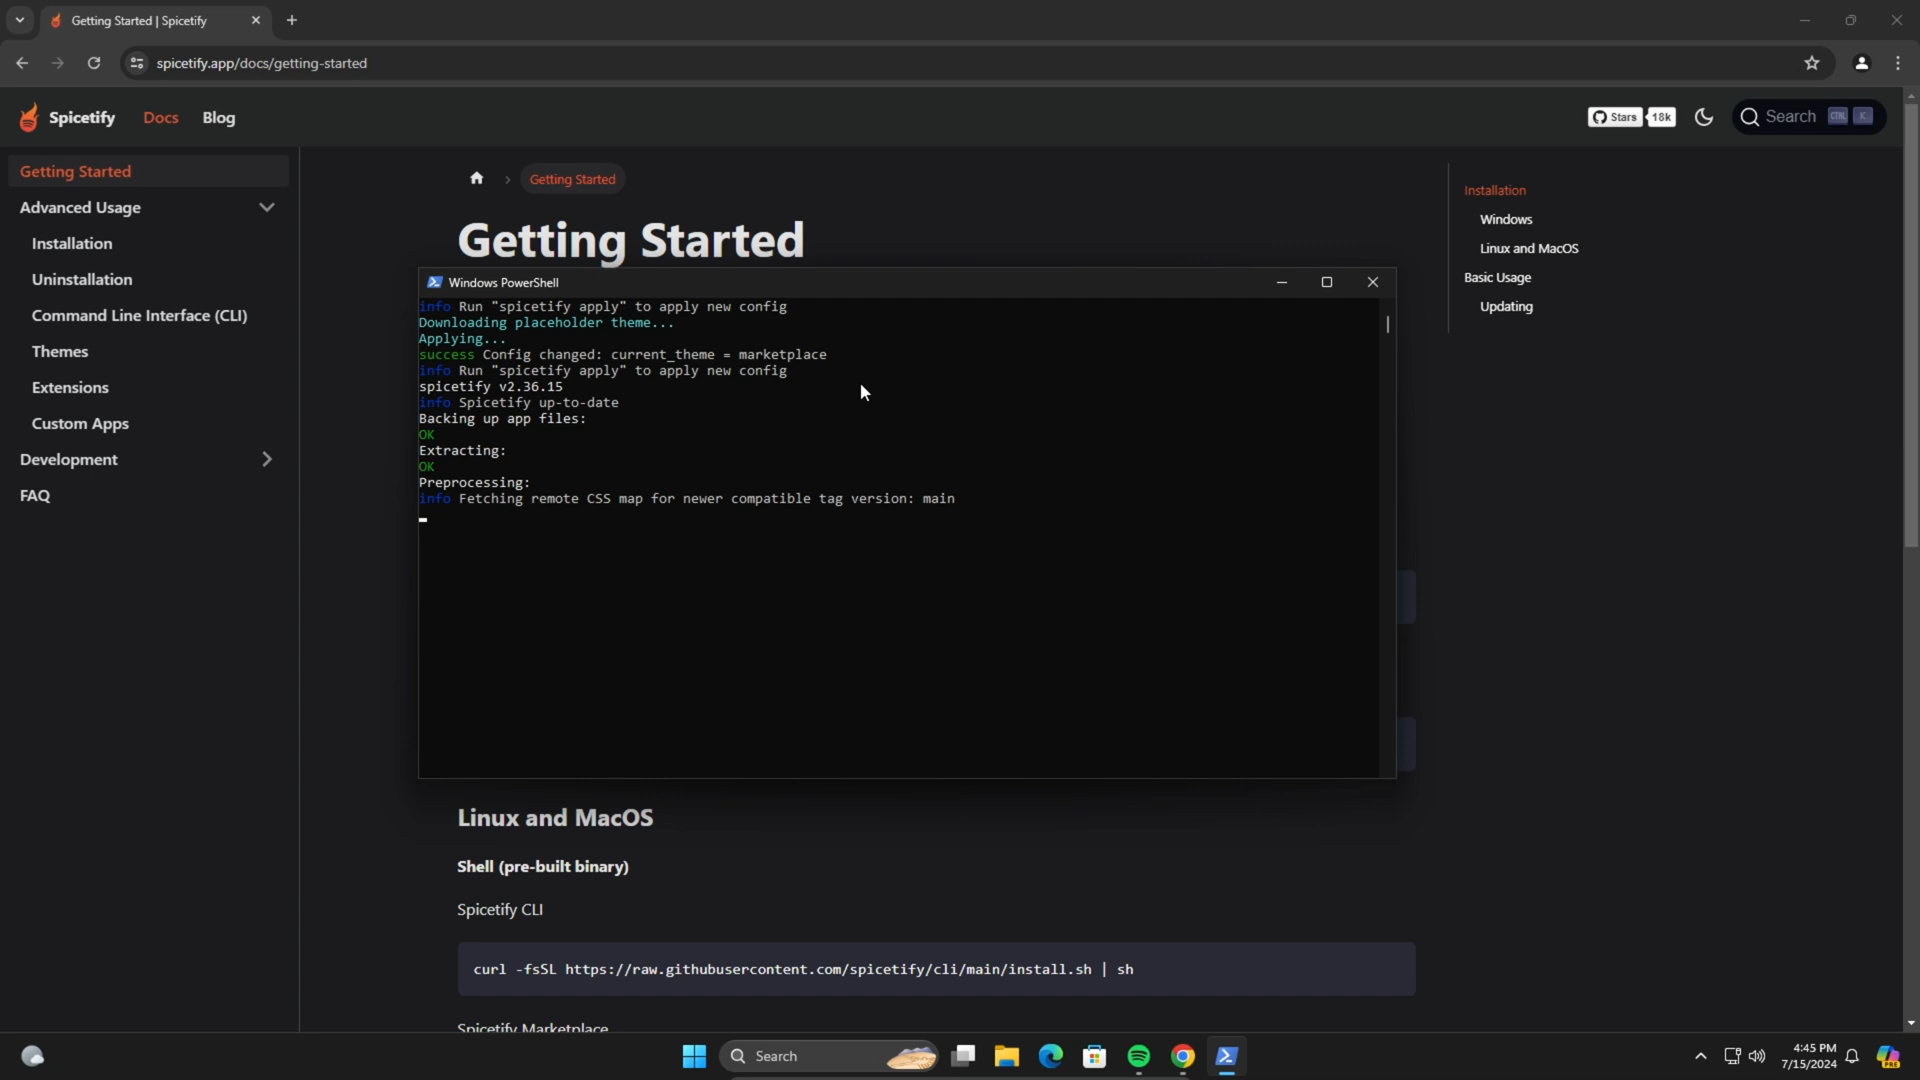 Getting Started | Spicetify
spicetify.app/docs/getting-started
Spicetify
Docs
Blog
Stars
18k
Search
CTRL
K
Getting Started
Advanced Usage
Installation
Uninstallation
Command Line Interface (CLI)
Themes
Extensions
Custom Apps
Development
FAQ
Getting Started
Getting Started
Installation
Windows
Linux and MacOS
Basic Usage
Updating
Windows PowerShell
info Run "spicetify apply" to apply new config
Downloading placeholder theme...
Applying...
success Config changed: current_theme = marketplace
info Run "spicetify apply" to apply new config
spicetify v2.36.15
info Spicetify up-to-date
Backing up app files:
OK
Extracting:
OK
Preprocessing:
info Fetching remote CSS map for newer compatible tag version: main
Linux and MacOS
Shell (pre-built binary)
Spicetify CLI
curl -fsSL https://raw.githubusercontent.com/spicetify/cli/main/install.sh | sh
Spicetify Marketplace
Search
4:45 PM
7/15/2024
PRE